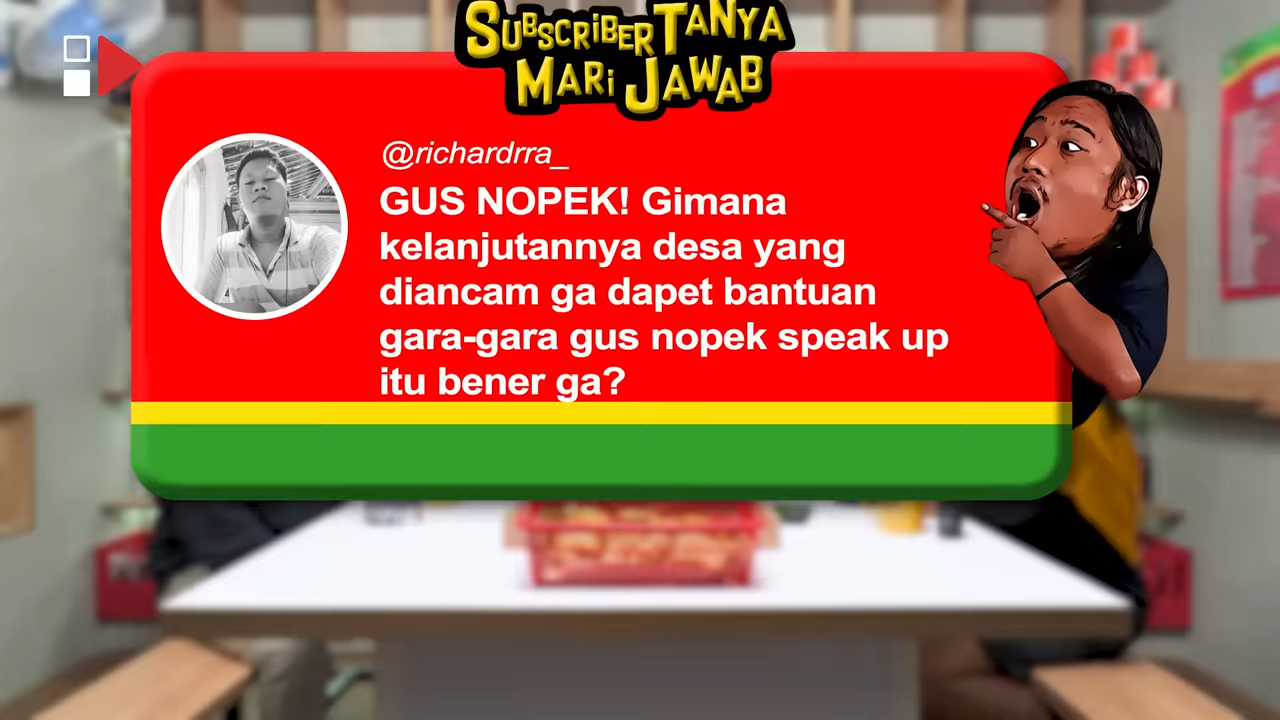 SUBSCRIBER TANYA
MARI JAWAB
@richardrra_
GUS NOPEK! Gimana
kelanjutannya desa yang
diancam ga dapet bantuan
gara-gara gus nopek speak up
itu bener ga?